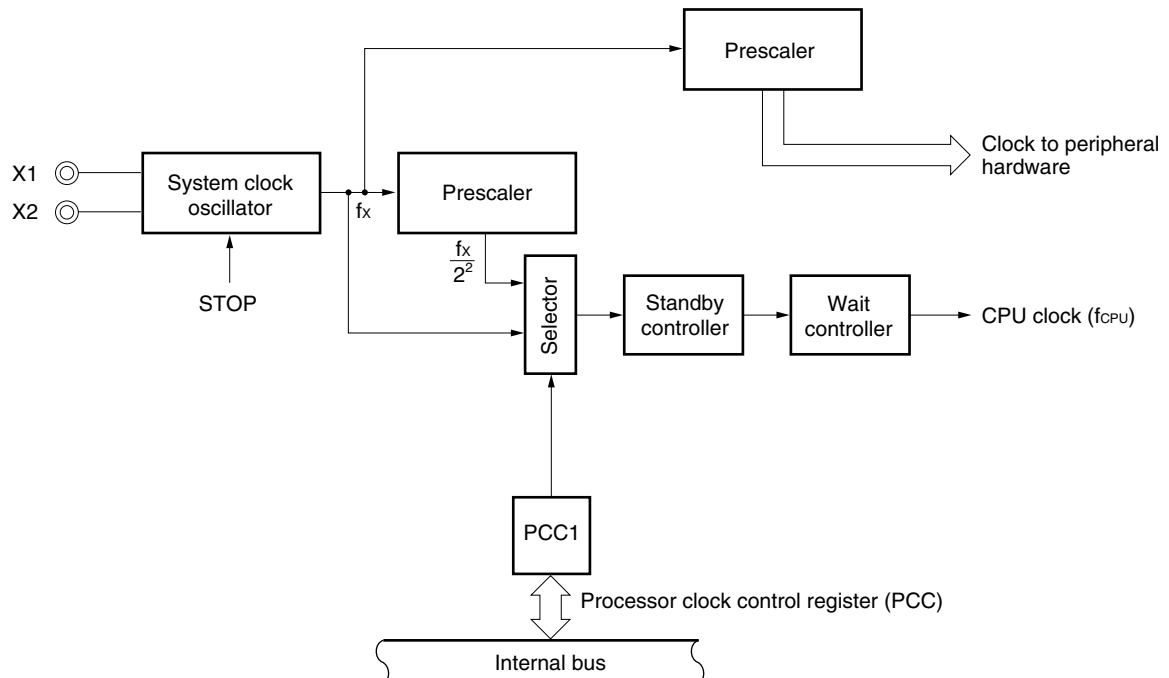 Prescaler
Clock to peripheral
hardware
X1
X2
System clock
oscillator
fX
Prescaler
fX
2²
STOP
Selector
Standby
controller
Wait
controller
CPU clock (fCPU)
PCC1
Processor clock control register (PCC)
Internal bus